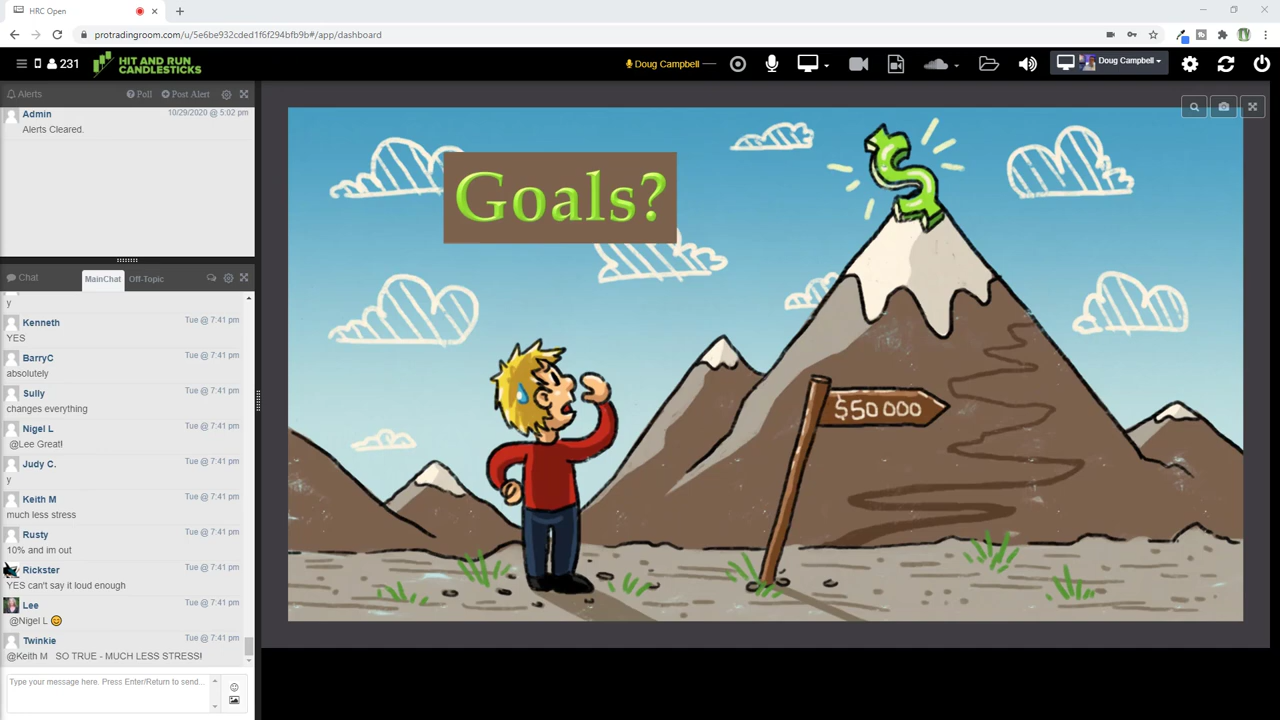 HRC Open
protradingroom.com/u/5e6be932cded1f6f294bfb9b#/app/dashboard
231
HIT AND RUN
CANDLESTICKS
Doug Campbell
Doug Campbell
Alerts
Poll
Post Alert
Admin
10/29/2020 @ 5:02 pm
Alerts Cleared.
Chat
MainChat
Off-Topic
y
Kenneth
Tue @ 7:41 pm
YES
BarryC
Tue @ 7:41 pm
absolutely
Sully
Tue @ 7:41 pm
changes everything
Nigel L
Tue @ 7:41 pm
@Lee Great!
Judy C.
Tue @ 7:41 pm
y
Keith M
Tue @ 7:41 pm
much less stress
Rusty
Tue @ 7:41 pm
10% and im out
Rickster
Tue @ 7:41 pm
YES can't say it loud enough
Lee
Tue @ 7:41 pm
@Nigel L
Twinkie
Tue @ 7:41 pm
@Keith M SO TRUE - MUCH LESS STRESS!
Type your message here. Press Enter/Return to send...
Goals?
$50 000